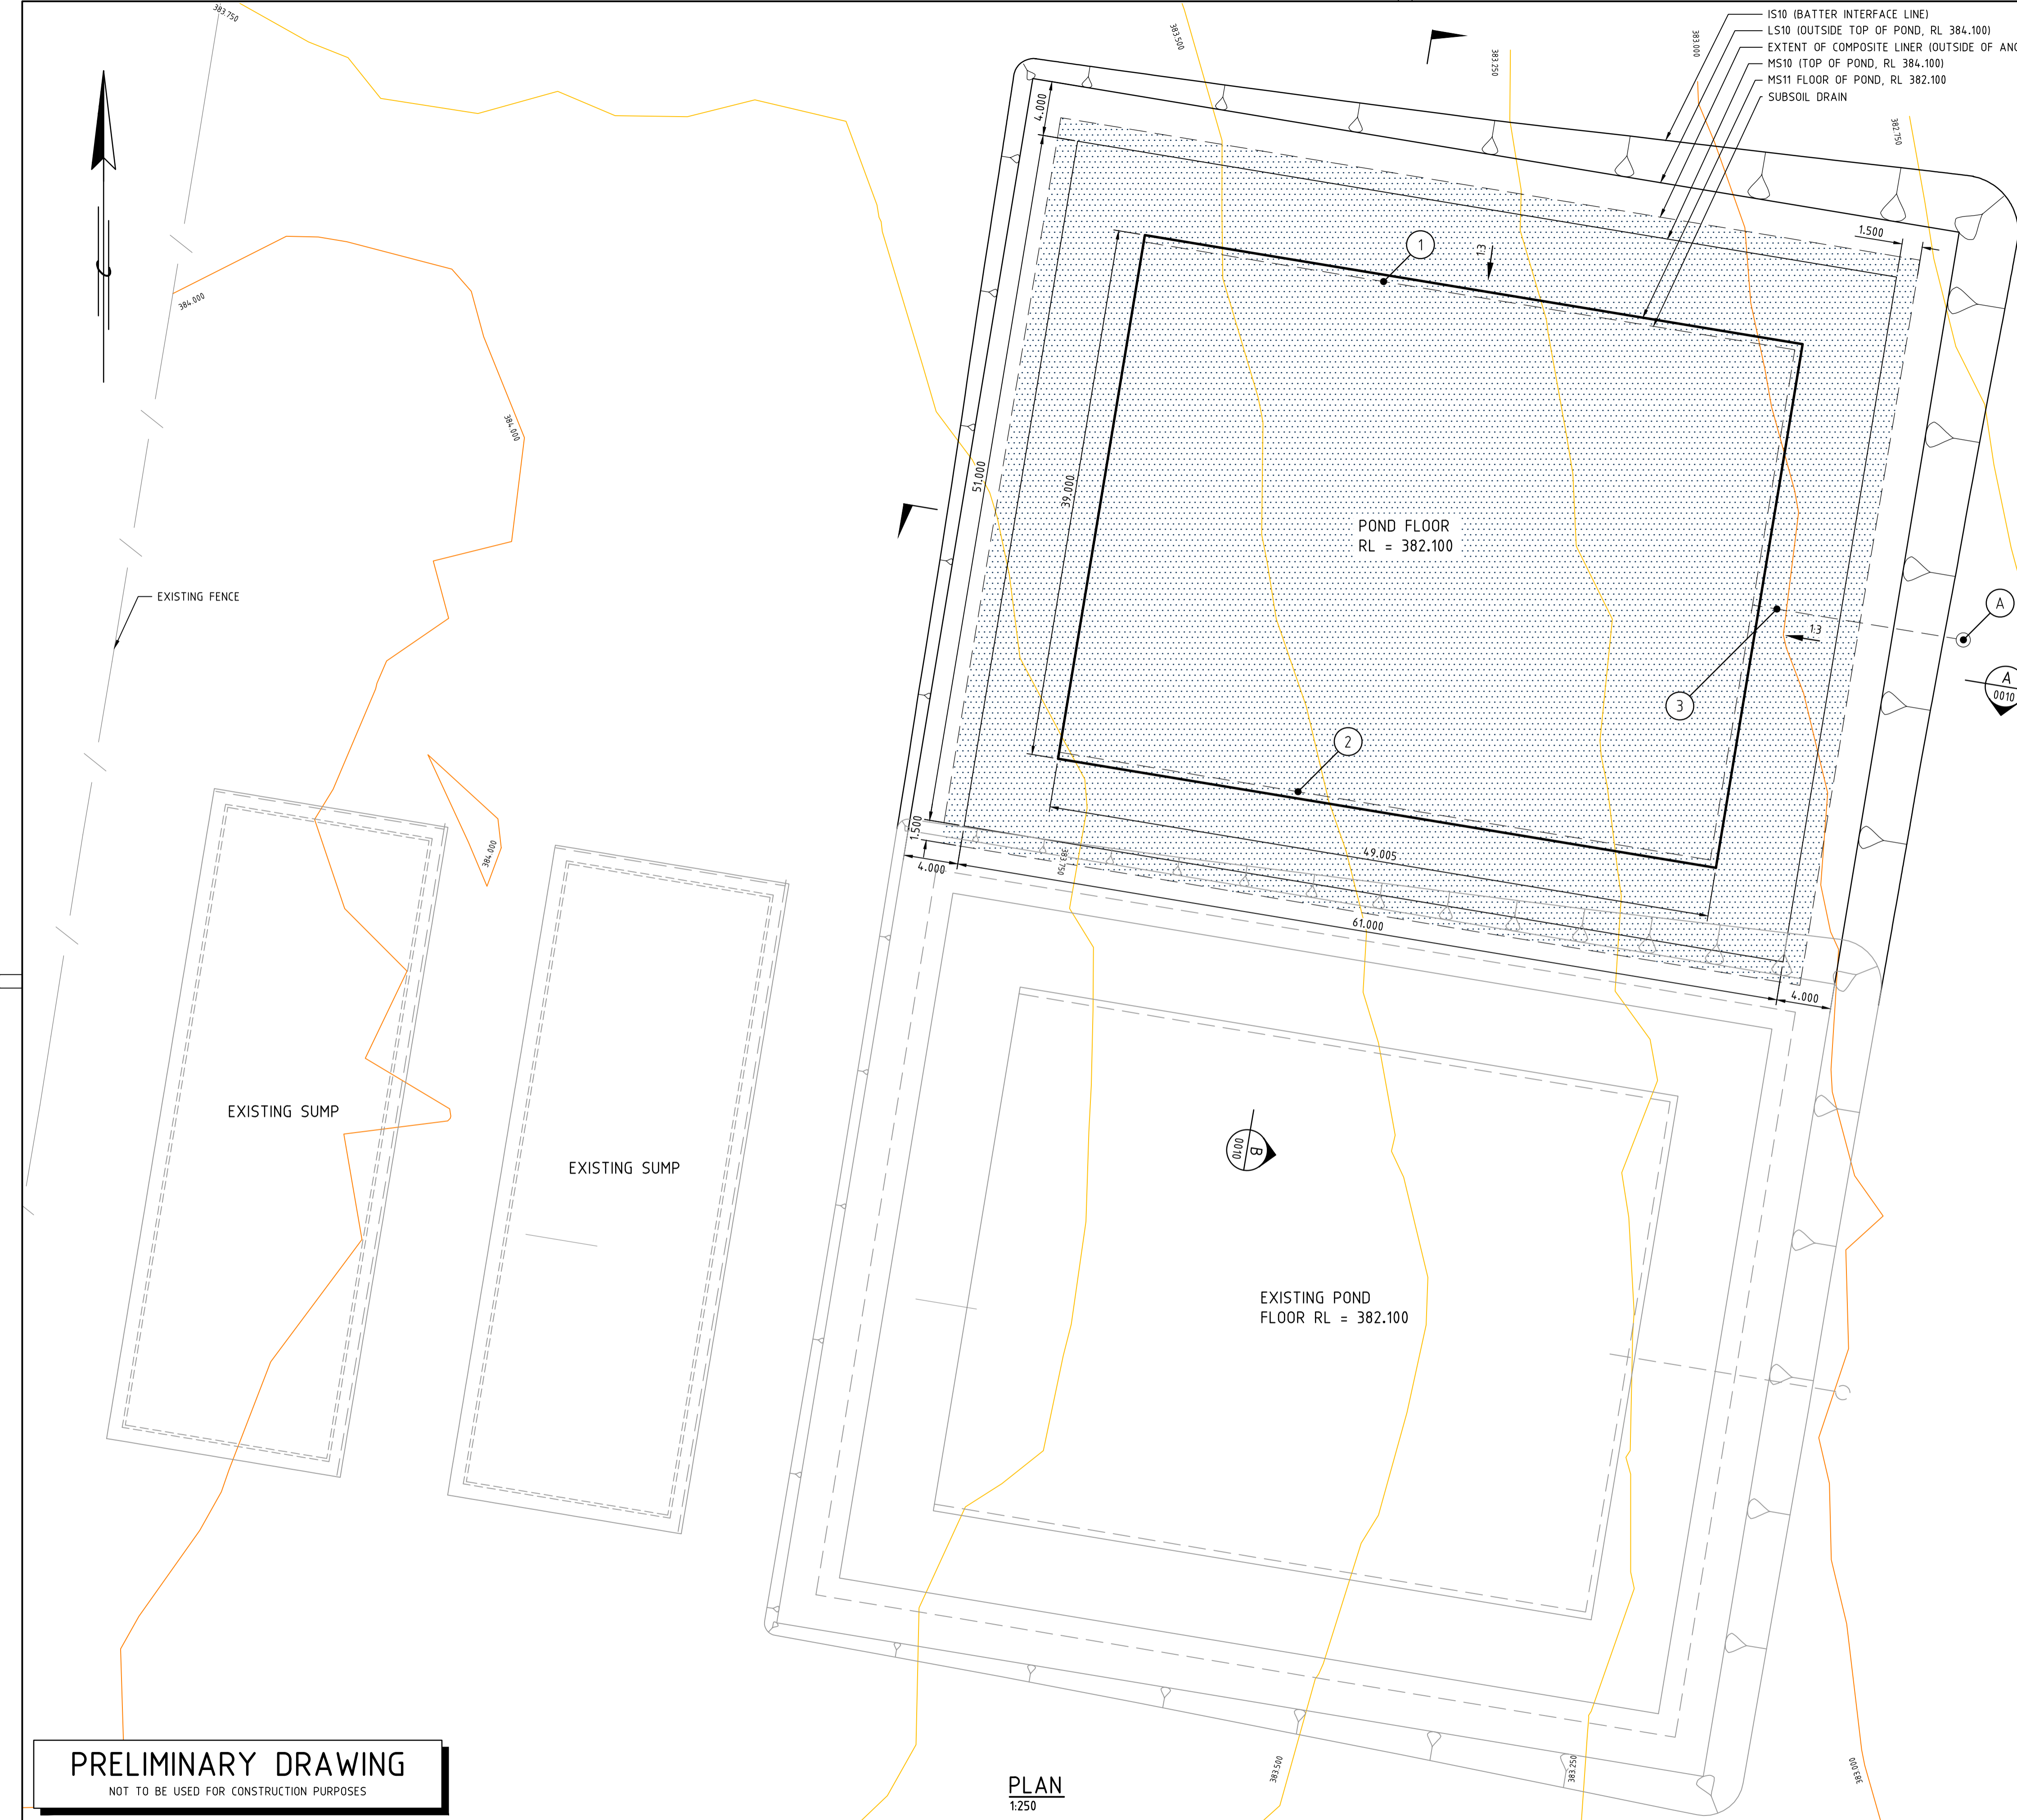 383.750
383.500
383.250
383.000
IS10 (BATTER INTERFACE LINE)
LS10 (OUTSIDE TOP OF POND, RL 384.100)
EXTENT OF COMPOSITE LINER (OUTSIDE OF
MS10 (TOP OF POND, RL 384.100)
MS11 FLOOR OF POND, RL 382.100
SUBSOIL DRAIN
382.750
4.000
1.500
1
1:3
384.000
384.000
51.000
39.000
POND FLOOR
RL = 382.100
EXISTING FENCE
A
1:3
A
0010
3
2
384.000
1.500
4.000
383.750
49.005
61.000
4.000
EXISTING SUMP
EXISTING SUMP
B
0010
EXISTING POND
FLOOR RL = 382.100
PRELIMINARY DRAWING
NOT TO BE USED FOR CONSTRUCTION PURPOSES
PLAN
1:250
383.500
383.250
383.000